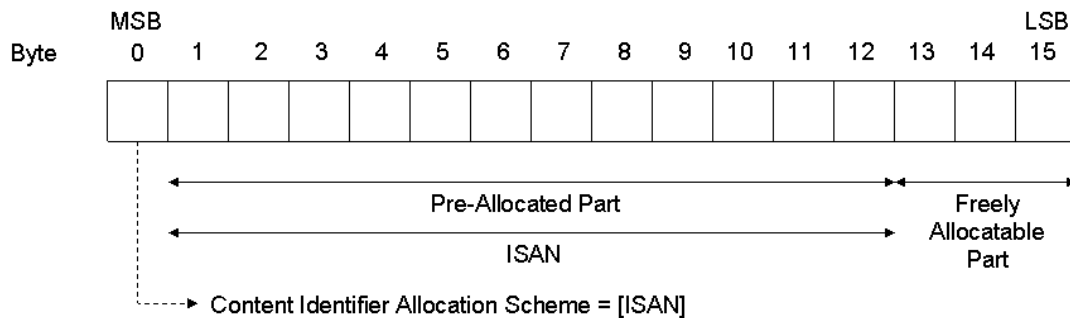 MSB LSB
Byte 0 1 2 3 4 5 6 7 8 9 10 11 12 13 14 15
Pre-Allocated Part Freely
Allocatable
Part
ISAN
Content Identifier Allocation Scheme = [ISAN]